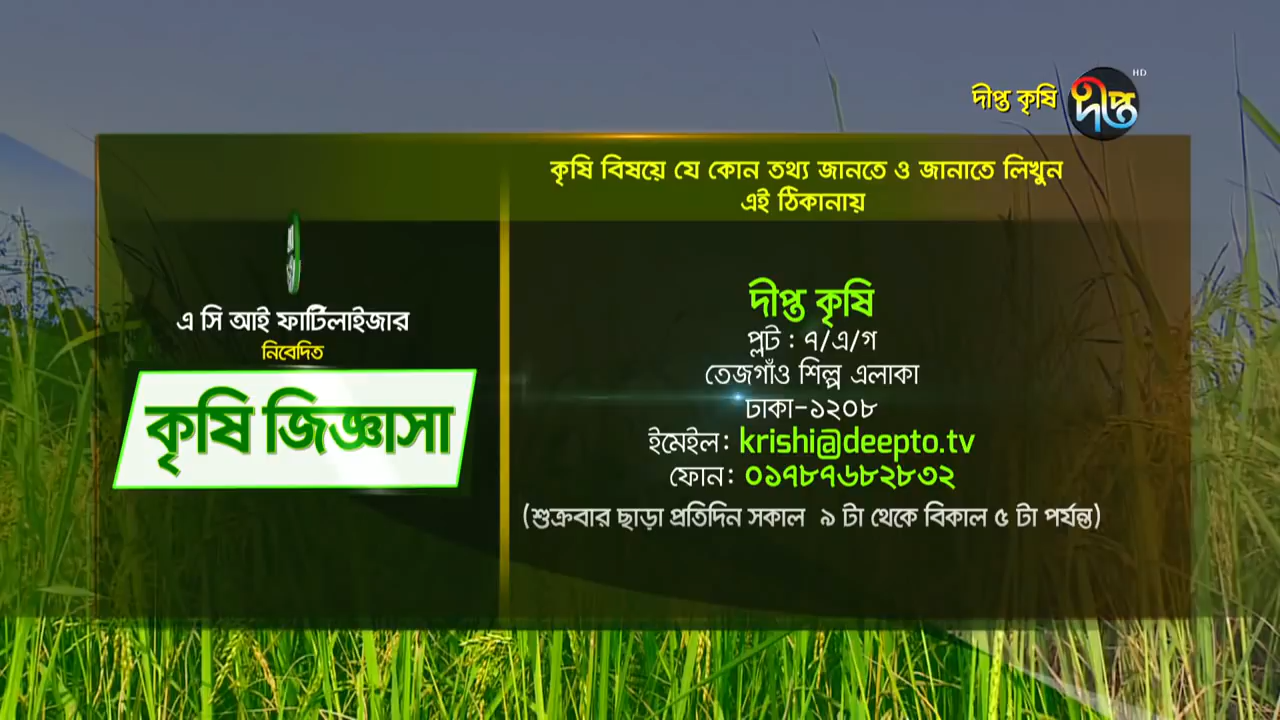 দীপ্ত কৃষি
দীপ্ত
HD
কৃষি বিষয়ে যে কোন তথ্য জানতে ও জানাতে লিখুন
এই ঠিকানায়
এ সি আই ফার্টিলাইজার
নিবেদিত
কৃষি জিজ্ঞাসা
দীপ্ত কৃষি
প্লট : ৭/এ/গ
তেজগাঁও শিল্প এলাকা
ঢাকা-১২০৮
ইমেইল: krishi@deepto.tv
ফোন: ০১৭৮৭৬৮২৮৩২
(শুক্রবার ছাড়া প্রতিদিন সকাল ৯ টা থেকে বিকাল ৫ টা পর্যন্ত)